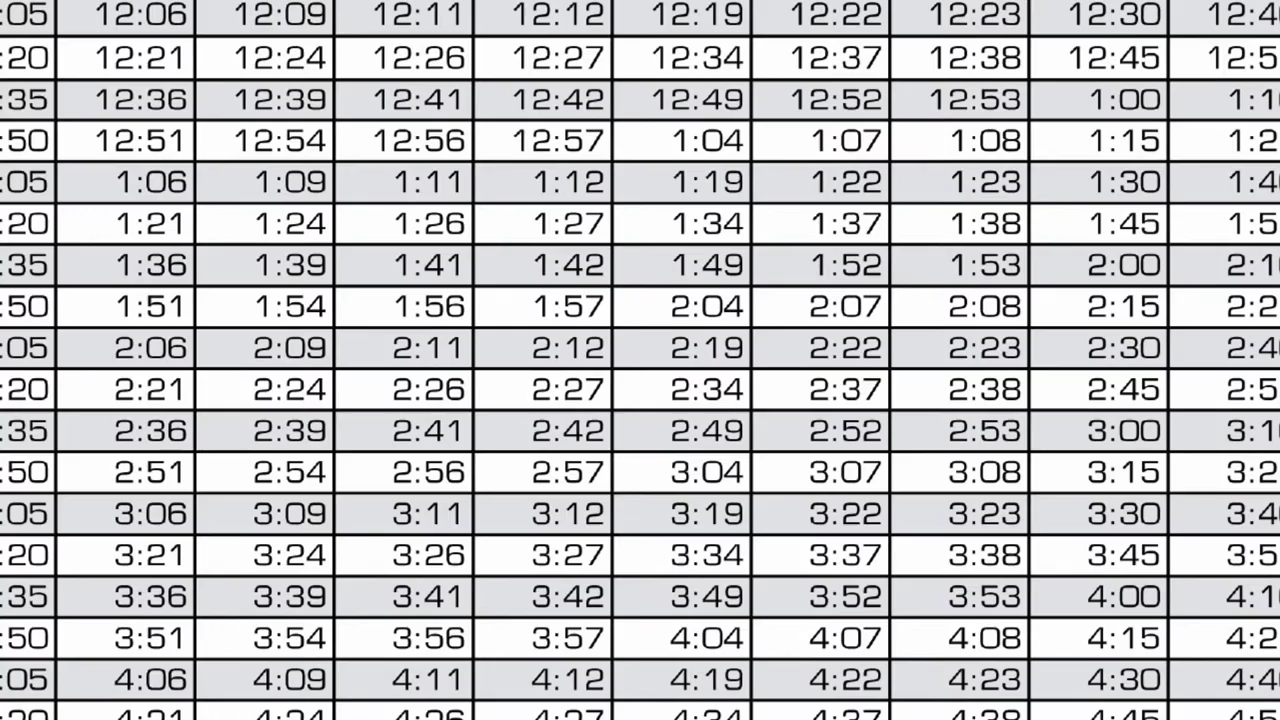 :05 12:06 12:09 12:11 12:12 12:19 12:22 12:23 12:30
:20 12:21 12:24 12:26 12:27 12:34 12:37 12:38 12:45
:35 12:36 12:39 12:41 12:42 12:49 12:52 12:53 1:00
:50 12:51 12:54 12:56 12:57 1:04 1:07 1:08 1:15
:05 1:06 1:09 1:11 1:12 1:19 1:22 1:23 1:30
:20 1:21 1:24 1:26 1:27 1:34 1:37 1:38 1:45
:35 1:36 1:39 1:41 1:42 1:49 1:52 1:53 2:00
:50 1:51 1:54 1:56 1:57 2:04 2:07 2:08 2:15
:05 2:06 2:09 2:11 2:12 2:19 2:22 2:23 2:30
:20 2:21 2:24 2:26 2:27 2:34 2:37 2:38 2:45
:35 2:36 2:39 2:41 2:42 2:49 2:52 2:53 3:00
:50 2:51 2:54 2:56 2:57 3:04 3:07 3:08 3:15
:05 3:06 3:09 3:11 3:12 3:19 3:22 3:23 3:30
:20 3:21 3:24 3:26 3:27 3:34 3:37 3:38 3:45
:35 3:36 3:39 3:41 3:42 3:49 3:52 3:53 4:00
:50 3:51 3:54 3:56 3:57 4:04 4:07 4:08 4:15
:05 4:06 4:09 4:11 4:12 4:19 4:22 4:23 4:30